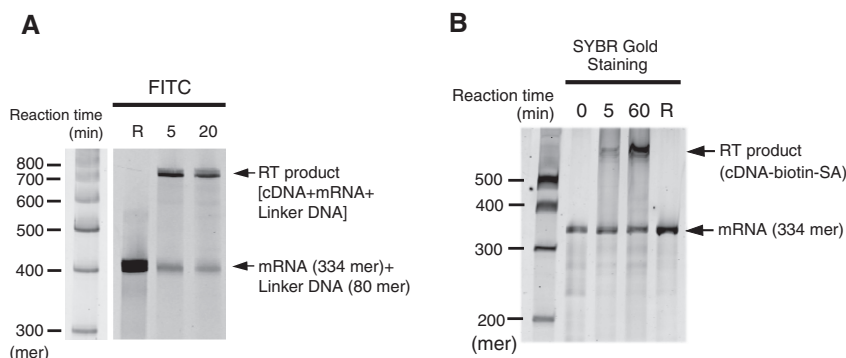 A
FITC
Reaction time
(min)
R 5 20
800
700
600
500
400
300
(mer)
RT product
[cDNA+mRNA+
Linker DNA]
mRNA (334 mer)+
Linker DNA (80 mer)
B
SYBR Gold
Staining
Reaction time
(min)
0 5 60 R
500
400
300
200
(mer)
RT product
(cDNA-biotin-SA)
mRNA (334 mer)